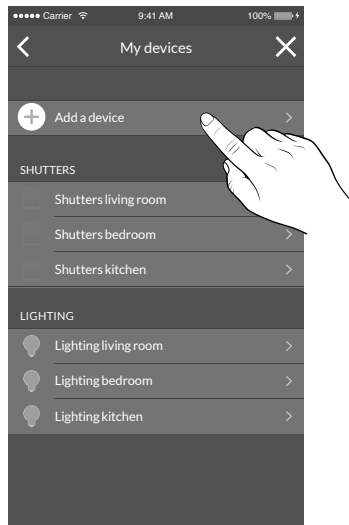 Carrier 9:41 AM 100%
My devices
Add a device
SHUTTERS
Shutters living room
Shutters bedroom
Shutters kitchen
LIGHTING
Lighting living room
Lighting bedroom
Lighting kitchen